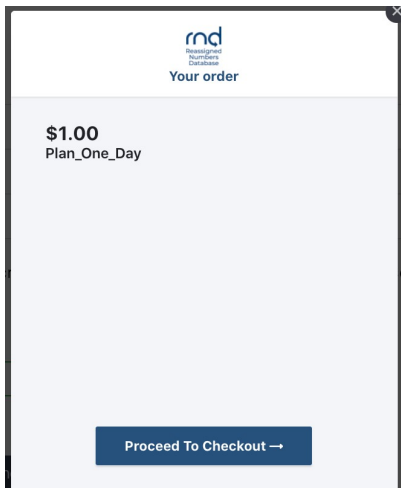 rnd
Reassigned
Numbers
Database
Your order
$1.00
Plan_One_Day
Proceed To Checkout →